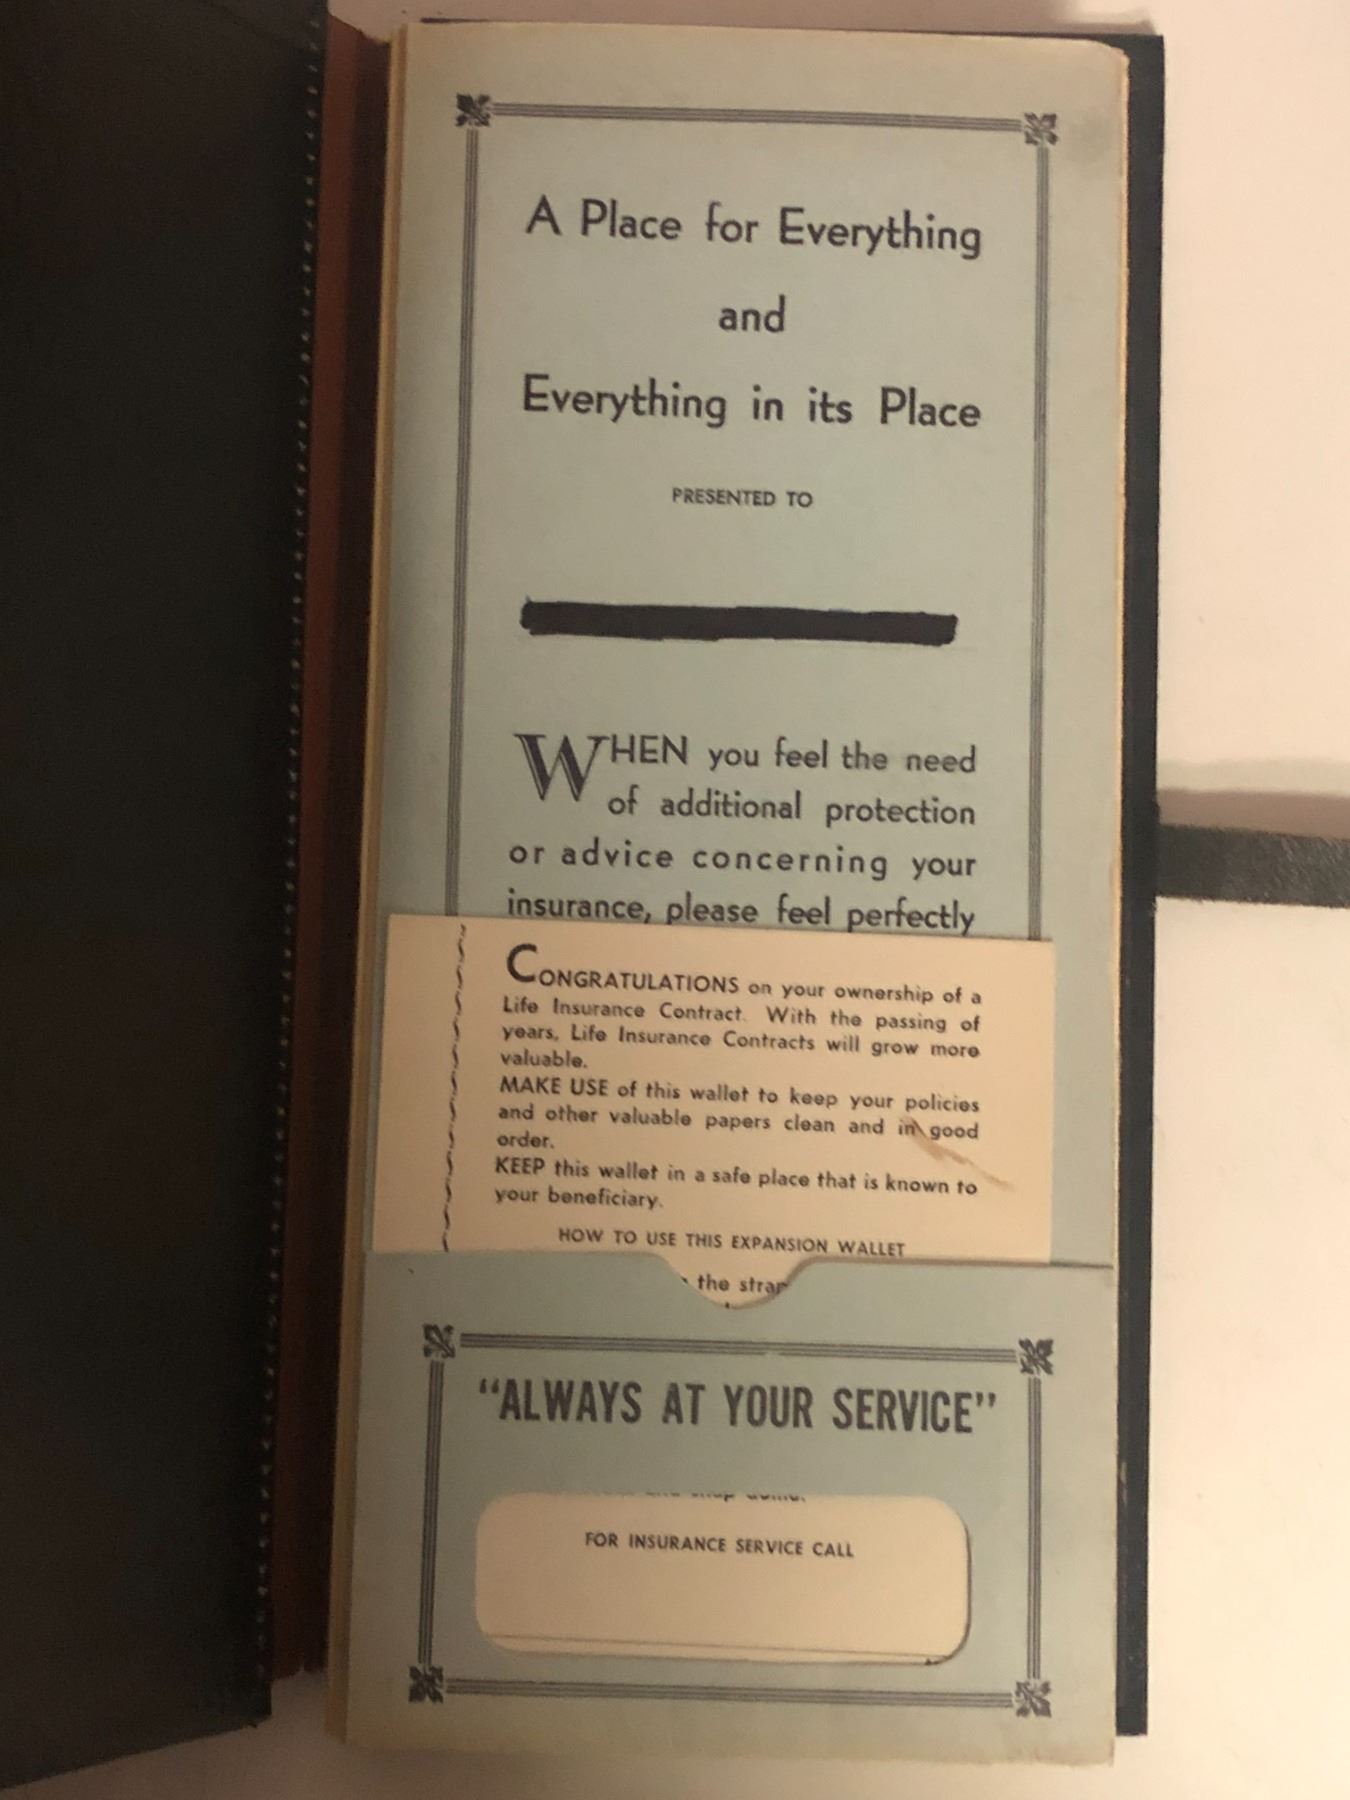 A Place for Everything
and
Everything in its Place
PRESENTED TO
WHEN you feel the need
of additional protection
or advice concerning your
insurance, please feel perfectly
CONGRATULATIONS on your ownership of a
Life Insurance Contract. With the passing of
years, Life Insurance Contracts will grow more
valuable.
MAKE USE of this wallet to keep your policies
and other valuable papers clean and in good
order.
KEEP this wallet in a safe place that is known to
your beneficiary.
HOW TO USE THIS EXPANSION WALLET
the strap
"ALWAYS AT YOUR SERVICE"
FOR INSURANCE SERVICE CALL